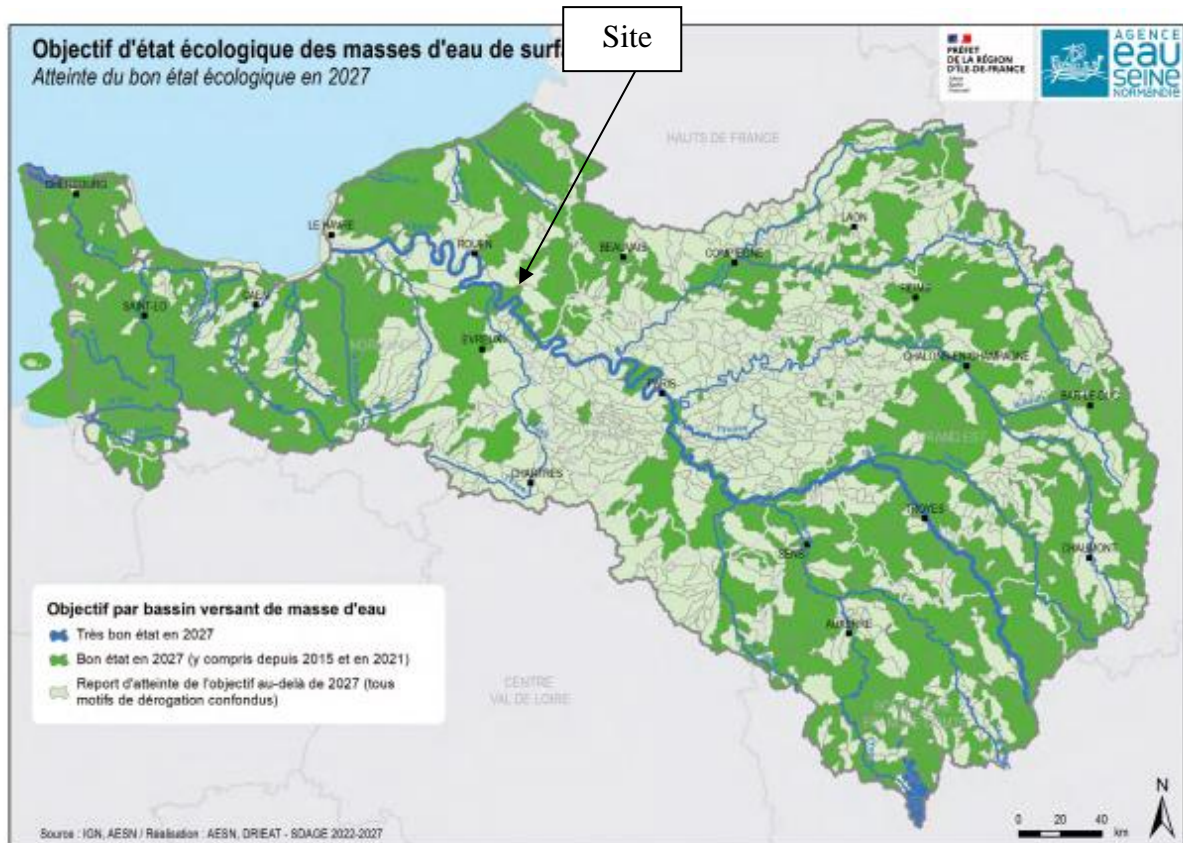 Objectif d'état écologique des masses d'eau de surf
Atteinte du bon état écologique en 2027
Site
PRÉFET
DE LA RÉGION
D'ÎLE-DE-FRANCE
AGENCE
eau
SEINE
NORMANDIE
HAUTS DE FRANCE
CHERBOURG
LE HAVRE
ROUEN
BEAUVAIS
COMPIEGNE
LAON
REIMS
SAINT-LO
CAEN
EVREUX
PARIS
CHALONS-EN-CHAMPAGNE
BAR-LE-DUC
GRAND EST
CHARTRES
TROYES
SENS
CHAUMONT
AUXERRE
CENTRE
VAL DE LOIRE
Objectif par bassin versant de masse d'eau
Très bon état en 2027
Bon état en 2027 (y compris depuis 2015 et en 2021)
Report d'atteinte de l'objectif au-delà de 2027 (tous
motifs de dérogation confondus)
N
0 20 40
km
Source : IGN, AESN / Réalisation : AESN, DRIEAT - SDAGE 2022-2027